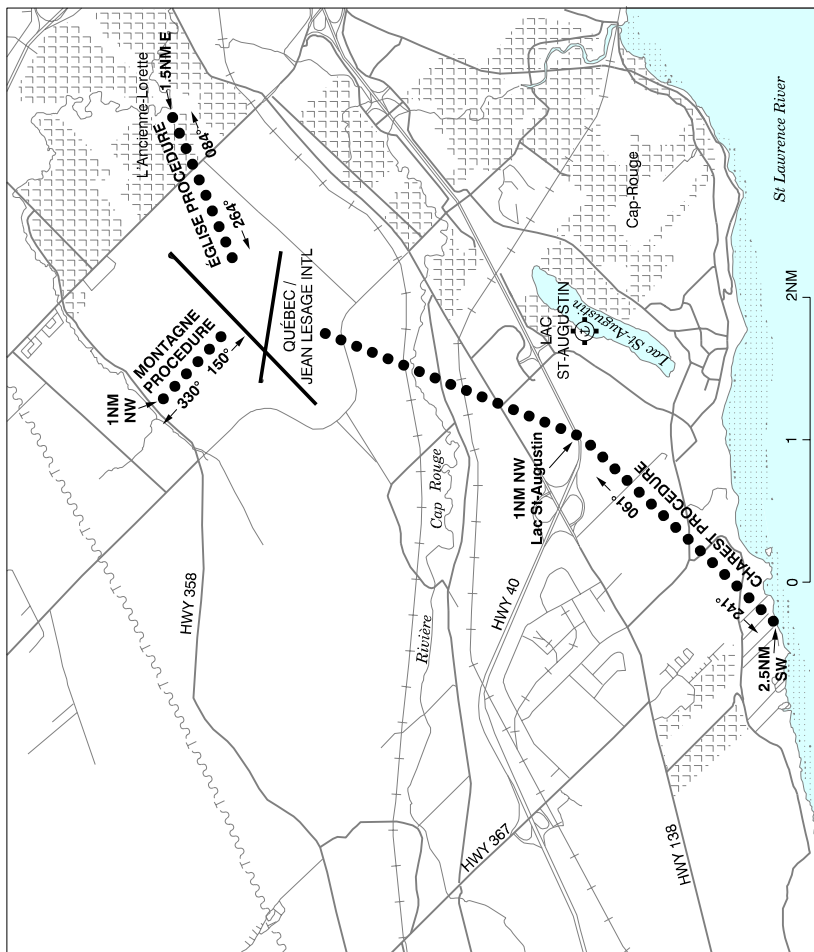 L'Ancienne-Lorette
1.5NM E
ÉGLISE PROCEDURE
084°
264°
MONTAGNE
PROCEDURE
1NM
NW
330°
150°
QUÉBEC /
JEAN LESAGE INTL
St Lawrence River
Cap-Rouge
LAC
ST-AUGUSTIN
Lac St-Augustin
2NM
1
0
1NM NW
Lac St-Augustin
CHAREST PROCEDURE
061°
241°
2.5NM
SW
HWY 358
Cap Rouge
Rivière
HWY 40
HWY 367
HWY 138